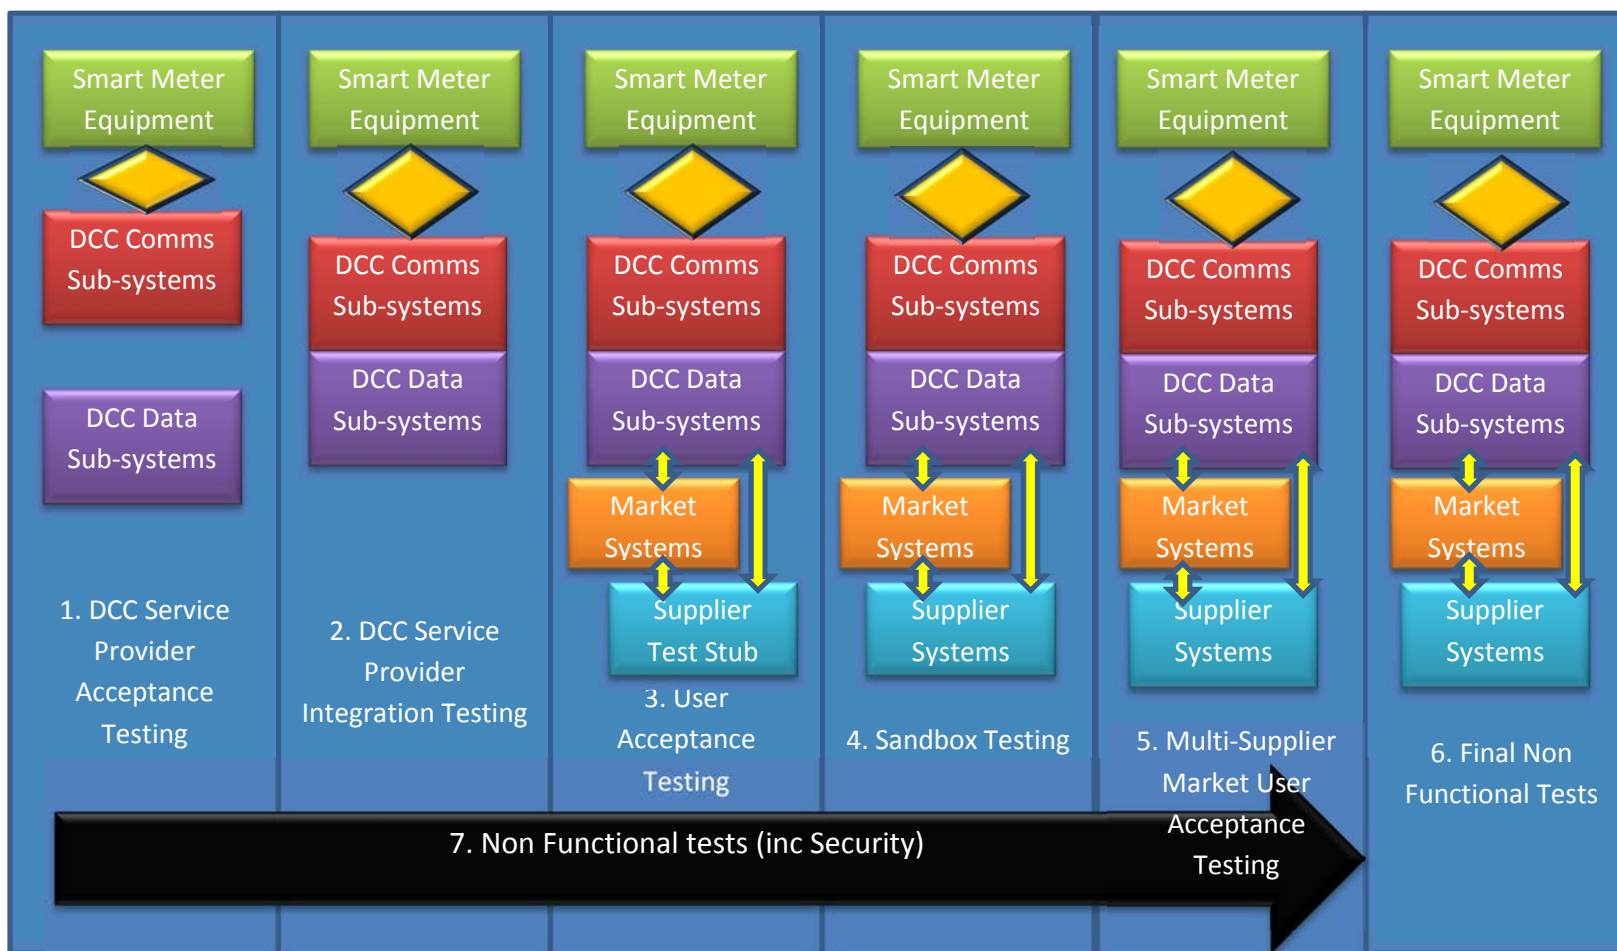 Smart Meter
Equipment
DCC Comms
Sub-systems
DCC Data
Sub-systems
1. DCC Service
Provider
Acceptance
Testing
Smart Meter
Equipment
DCC Comms
Sub-systems
DCC Data
Sub-systems
2. DCC Service
Provider
Integration Testing
Smart Meter
Equipment
DCC Comms
Sub-systems
DCC Data
Sub-systems
Market
Systems
Supplier
Test Stub
3. User
Acceptance
Testing
Smart Meter
Equipment
DCC Comms
Sub-systems
DCC Data
Sub-systems
Market
Systems
Supplier
Systems
4. Sandbox Testing
Smart Meter
Equipment
DCC Comms
Sub-systems
DCC Data
Sub-systems
Market
Systems
Supplier
Systems
5. Multi-Supplier
Market User
Acceptance
Testing
Smart Meter
Equipment
DCC Comms
Sub-systems
DCC Data
Sub-systems
Market
Systems
Supplier
Systems
6. Final Non
Functional Tests
7. Non Functional tests (inc Security)